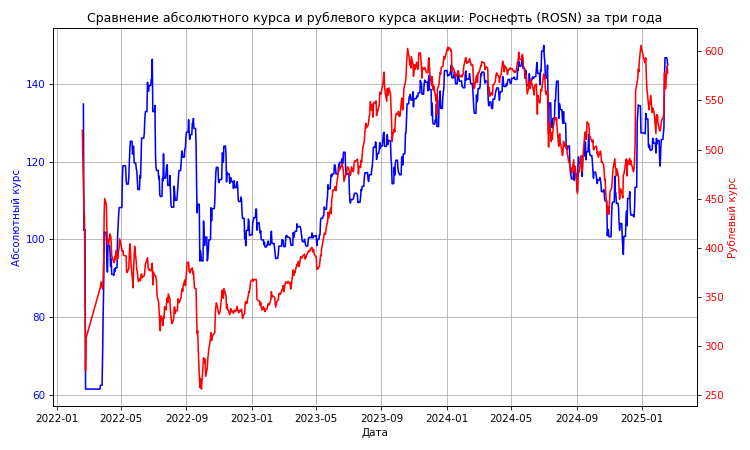 Сравнение абсолютного курса и рублевого курса акции: Роснефть (ROSN) за три года
Абсолютный курс
140
120
100
80
60
600
550
500
450
400
350
300
250
Рублевый курс
2022-01 2022-05 2022-09 2023-01 2023-05 2023-09 2024-01 2024-05 2024-09 2025-01
Дата